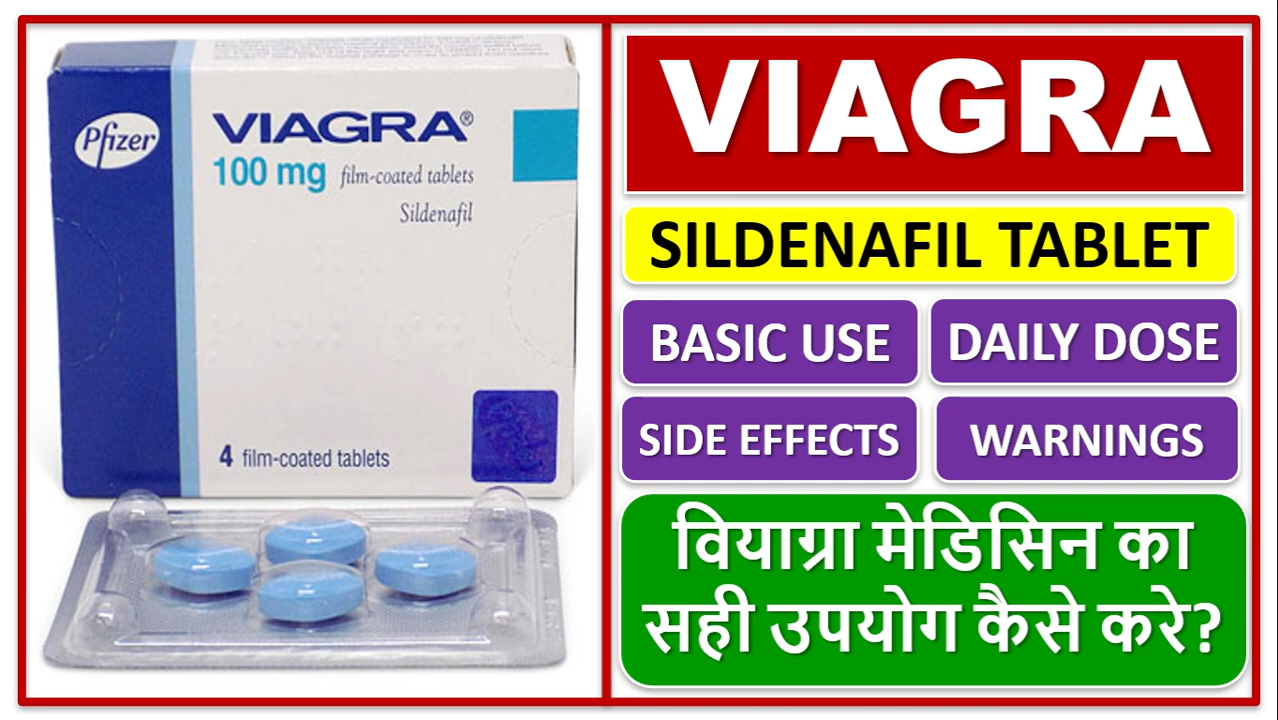 Pfizer
VIAGRA®
100 mg film-coated tablets
Sildenafil
4 film-coated tablets
VIAGRA
SILDENAFIL TABLET
BASIC USE
DAILY DOSE
SIDE EFFECTS
WARNINGS
वियाग्रा मेडिसिन का
सही उपयोग कैसे करे?